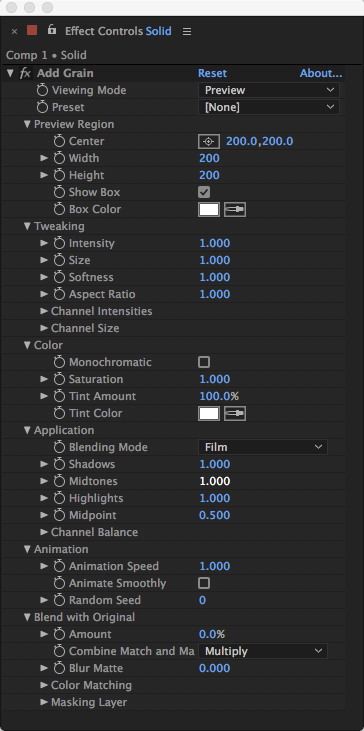 Effect Controls Solid
Comp 1 • Solid
fx Add Grain Reset About...
Viewing Mode Preview
Preset [None]
Preview Region
Center 200.0,200.0
Width 200
Height 200
Show Box
Box Color
Tweaking
Intensity 1.000
Size 1.000
Softness 1.000
Aspect Ratio 1.000
Channel Intensities
Channel Size
Color
Monochromatic
Saturation 1.000
Tint Amount 100.0%
Tint Color
Application
Blending Mode Film
Shadows 1.000
Midtones 1.000
Highlights 1.000
Midpoint 0.500
Channel Balance
Animation
Animation Speed 1.000
Animate Smoothly
Random Seed 0
Blend with Original
Amount 0.0%
Combine Match and Ma Multiply
Blur Matte 0.000
Color Matching
Masking Layer